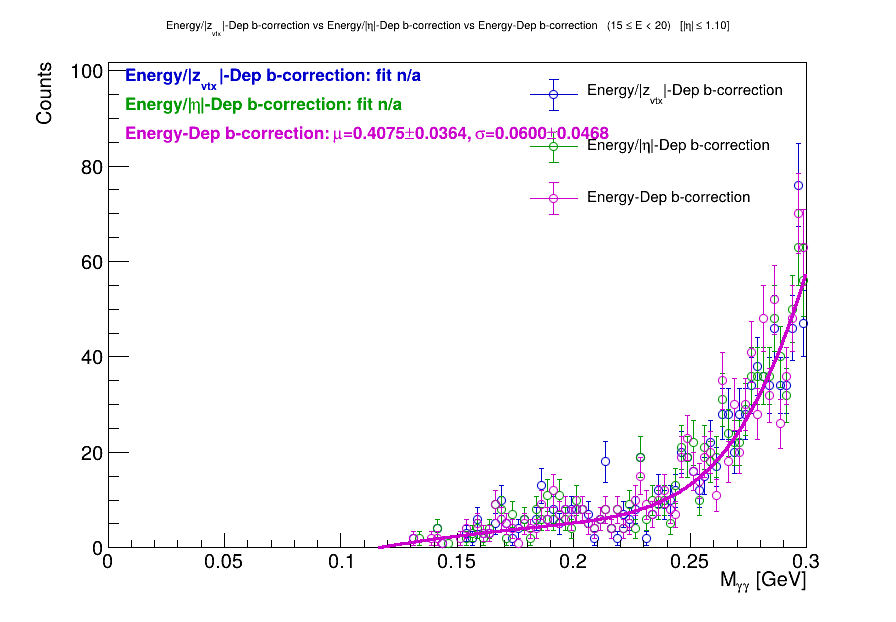 Energy/|z_vtx|-Dep b-correction vs Energy/|η|-Dep b-correction vs Energy-Dep b-correction (15 ≤ E < 20) [|η| ≤ 1.10]
Counts
Energy/|z_vtx|-Dep b-correction: fit n/a
Energy/|η|-Dep b-correction: fit n/a
Energy-Dep b-correction: μ=0.4075±0.0364, σ=0.0600±0.0468
Energy/|z_vtx|-Dep b-correction
Energy/|η|-Dep b-correction
Energy-Dep b-correction
100
80
60
40
20
0
0 0.05 0.1 0.15 0.2 0.25 0.3
M_γγ [GeV]